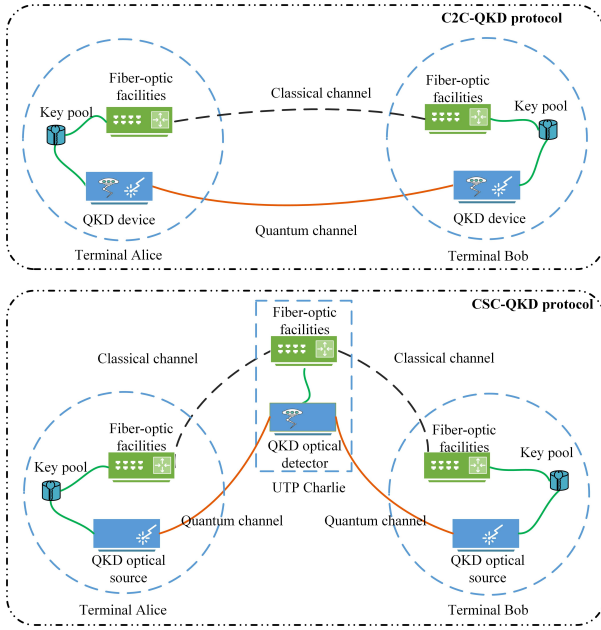 C2C-QKD protocol
Fiber-optic
facilities
Classical channel
Fiber-optic
facilities
Key pool
Key pool
QKD device
QKD device
Quantum channel
Terminal Alice
Terminal Bob
CSC-QKD protocol
Fiber-optic
facilities
Classical channel
Classical channel
Fiber-optic
facilities
QKD optical
detector
Fiber-optic
facilities
Key pool
Key pool
UTP Charlie
Quantum channel
Quantum channel
QKD optical
source
QKD optical
source
Terminal Alice
Terminal Bob